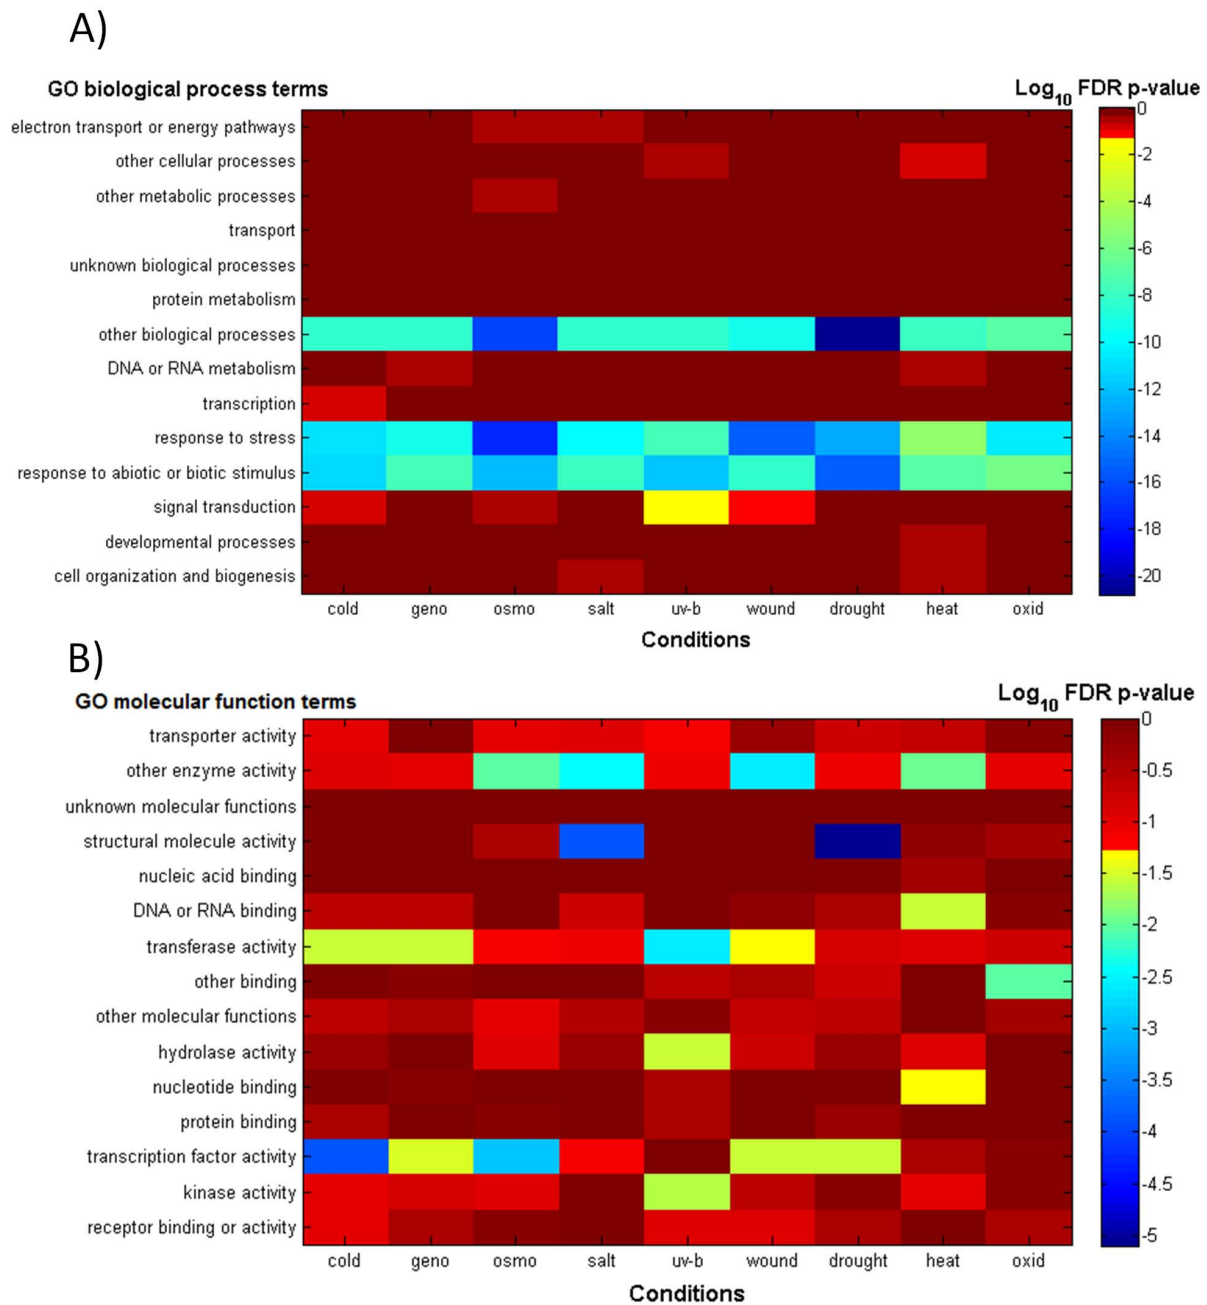 A)
GO biological process terms
Log10 FDR p-value
electron transport or energy pathways
other cellular processes
other metabolic processes
transport
unknown biological processes
protein metabolism
other biological processes
DNA or RNA metabolism
transcription
response to stress
response to abiotic or biotic stimulus
signal transduction
developmental processes
cell organization and biogenesis
0
-2
-4
-6
-8
-10
-12
-14
-16
-18
-20
cold geno osmo salt uv-b wound drought heat oxid
Conditions
B)
GO molecular function terms
Log10 FDR p-value
transporter activity
other enzyme activity
unknown molecular functions
structural molecule activity
nucleic acid binding
DNA or RNA binding
transferase activity
other binding
other molecular functions
hydrolase activity
nucleotide binding
protein binding
transcription factor activity
kinase activity
receptor binding or activity
0
-0.5
-1
-1.5
-2
-2.5
-3
-3.5
-4
-4.5
-5
cold geno osmo salt uv-b wound drought heat oxid
Conditions